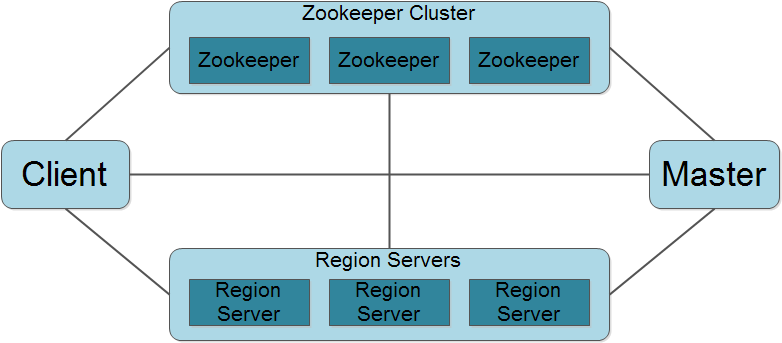 Zookeeper Cluster
Zookeeper
Zookeeper
Zookeeper
Client
Master
Region Servers
Region
Server
Region
Server
Region
Server